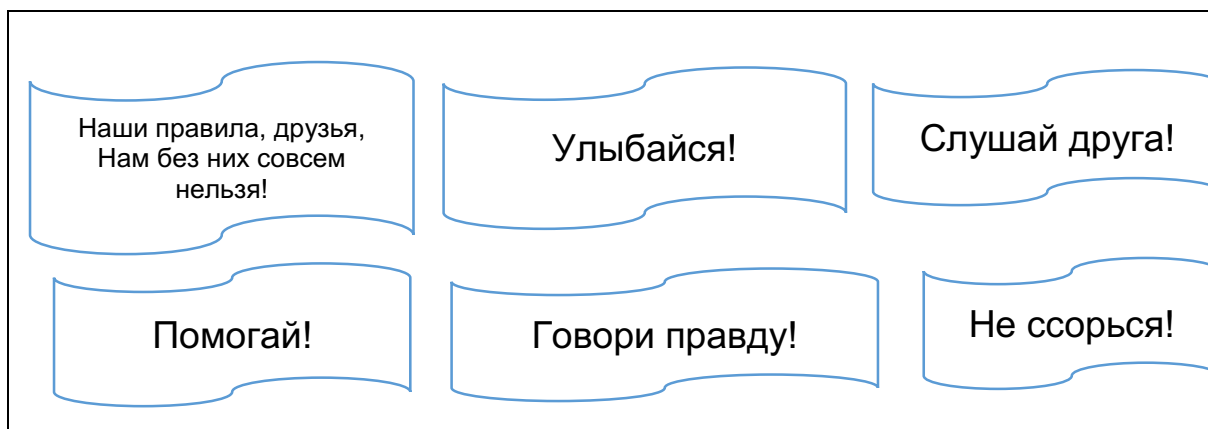 Наши правила, друзья,
Нам без них совсем
нельзя!
Улыбайся!
Слушай друга!
Помогай!
Говори правду!
Не ссорься!